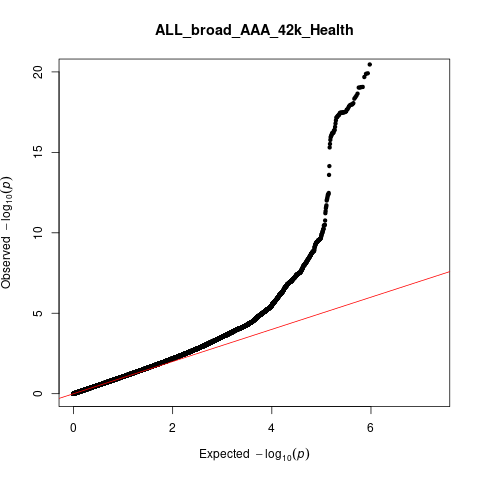 ALL_broad_AAA_42k_Health
Observed −log10(p)
20
15
10
5
0
0 2 4 6
Expected −log10(p)